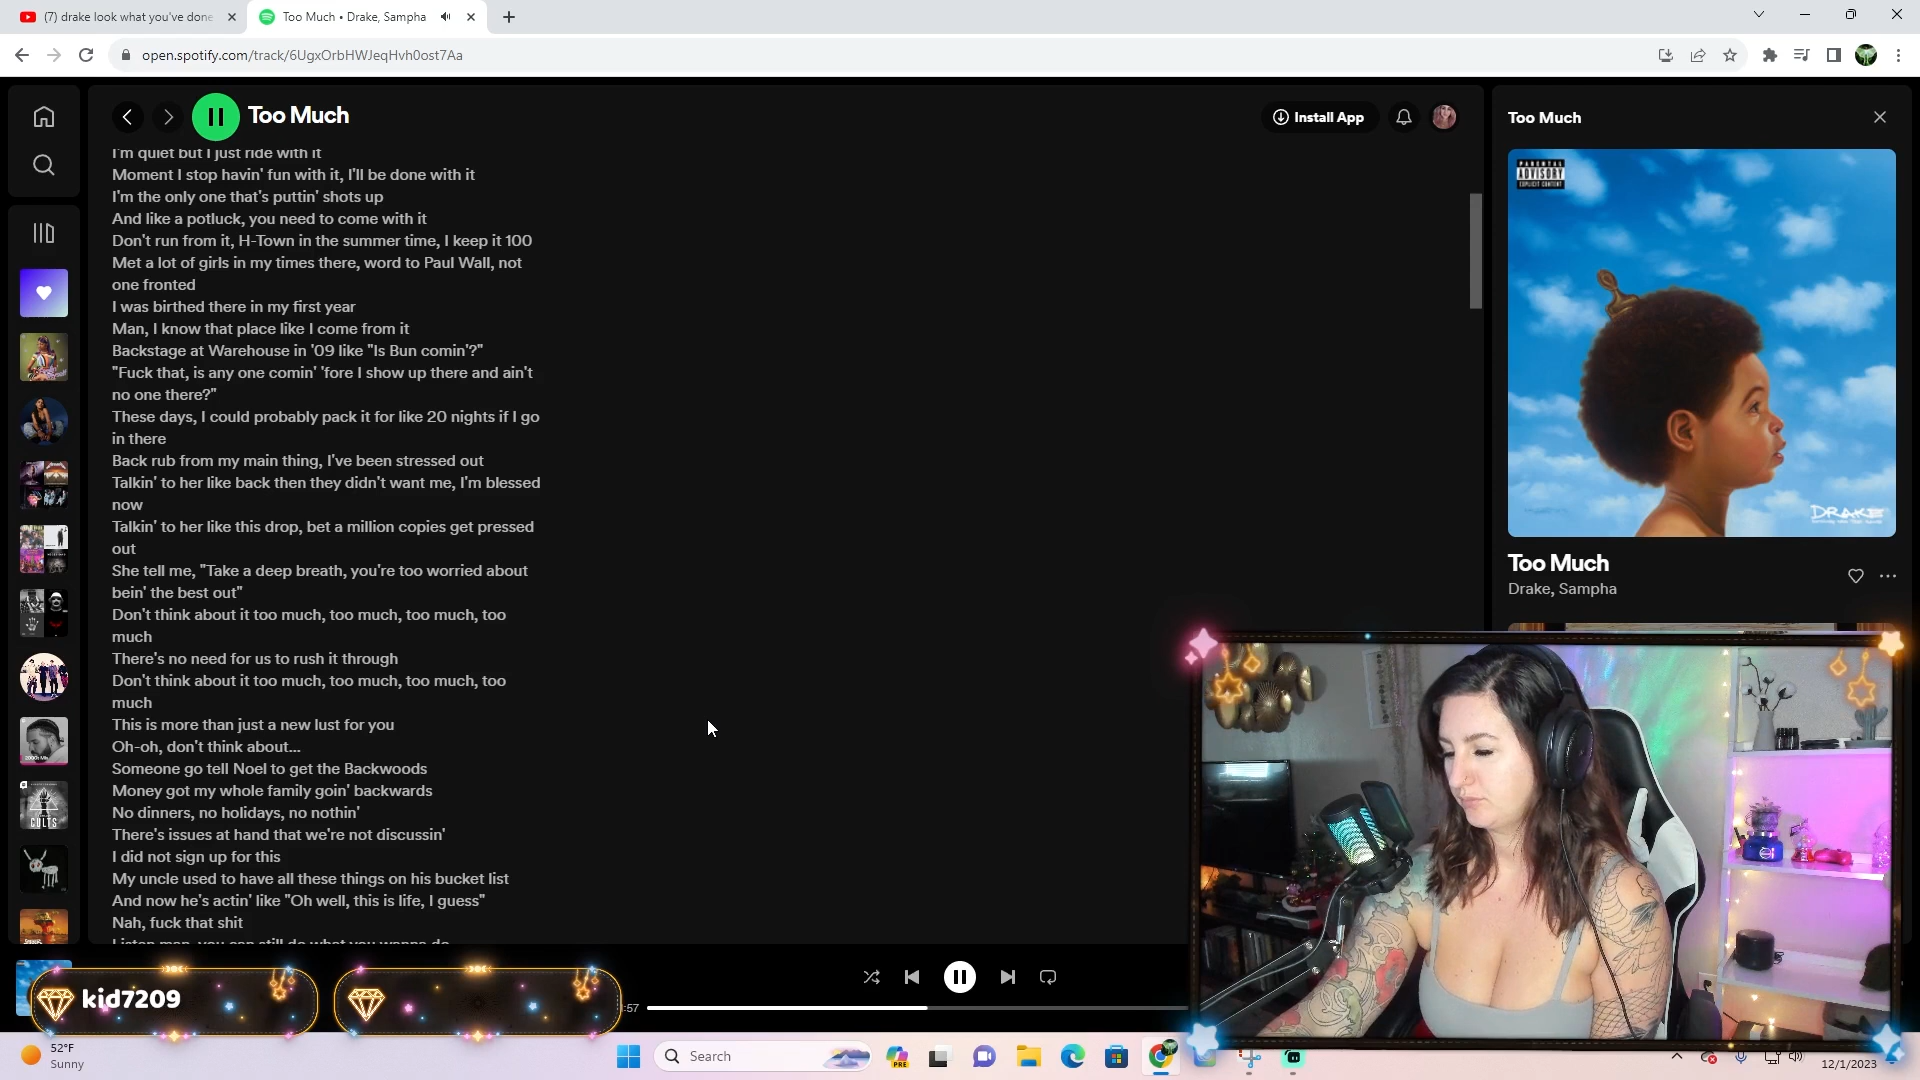 (7) drake look what you've done
Too Much • Drake, Sampha
open.spotify.com/track/6UgxOrbHWJeqHvh0ost7Aa
Too Much
Install App
I'm quiet but I just ride with it
Moment I stop havin' fun with it, I'll be done with it
I'm the only one that's puttin' shots up
And like a potluck, you need to come with it
Don't run from it, H-Town in the summer time, I keep it 100
Met a lot of girls in my times there, word to Paul Wall, not
one fronted
I was birthed there in my first year
Man, I know that place like I come from it
Backstage at Warehouse in '09 like "Is Bun comin'?"
"Fuck that, is any one comin' 'fore I show up there and ain't
no one there?"
These days, I could probably pack it for like 20 nights if I go
in there
Back rub from my main thing, I've been stressed out
Talkin' to her like back then they didn't want me, I'm blessed
now
Talkin' to her like this drop, bet a million copies get pressed
out
She tell me, "Take a deep breath, you're too worried about
bein' the best out"
Don't think about it too much, too much, too much, too
much
There's no need for us to rush it through
Don't think about it too much, too much, too much, too
much
This is more than just a new lust for you
Oh-oh, don't think about...
Someone go tell Noel to get the Backwoods
Money got my whole family goin' backwards
No dinners, no holidays, no nothin'
There's issues at hand that we're not discussin'
I did not sign up for this
My uncle used to have all these things on his bucket list
And now he's actin' like "Oh well, this is life, I guess"
Nah, fuck that shit
Listen man, you can still do what you wanna do
Too Much
PARENTAL
ADVISORY
EXPLICIT CONTENT
DRAKE
Too Much
Drake, Sampha
CULTS
kid7209
:57
52°F
Sunny
Search
PRE
12/1/2023